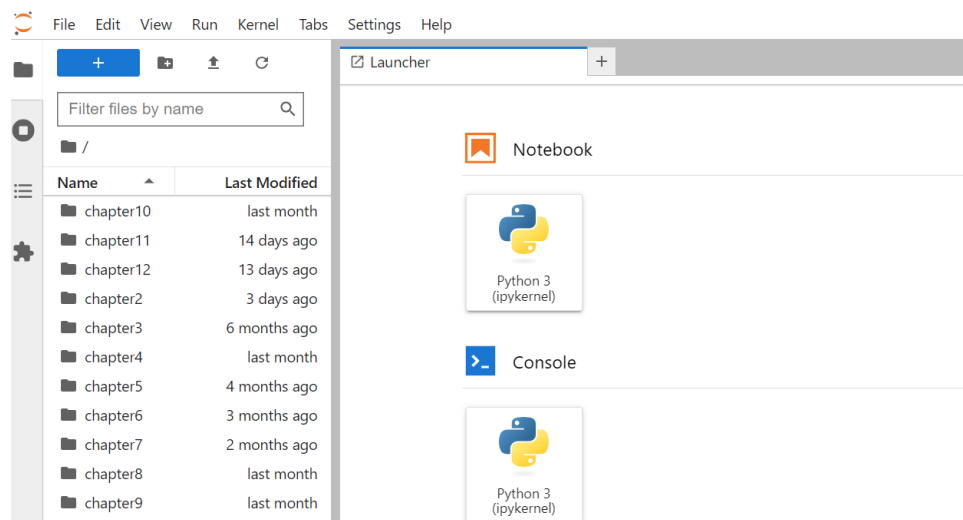 File Edit View Run Kernel Tabs Settings Help
+
Launcher
+
Filter files by name
/
Name Last Modified
chapter10 last month
chapter11 14 days ago
chapter12 13 days ago
chapter2 3 days ago
chapter3 6 months ago
chapter4 last month
chapter5 4 months ago
chapter6 3 months ago
chapter7 2 months ago
chapter8 last month
chapter9 last month
Notebook
Python 3
(ipykernel)
Console
Python 3
(ipykernel)